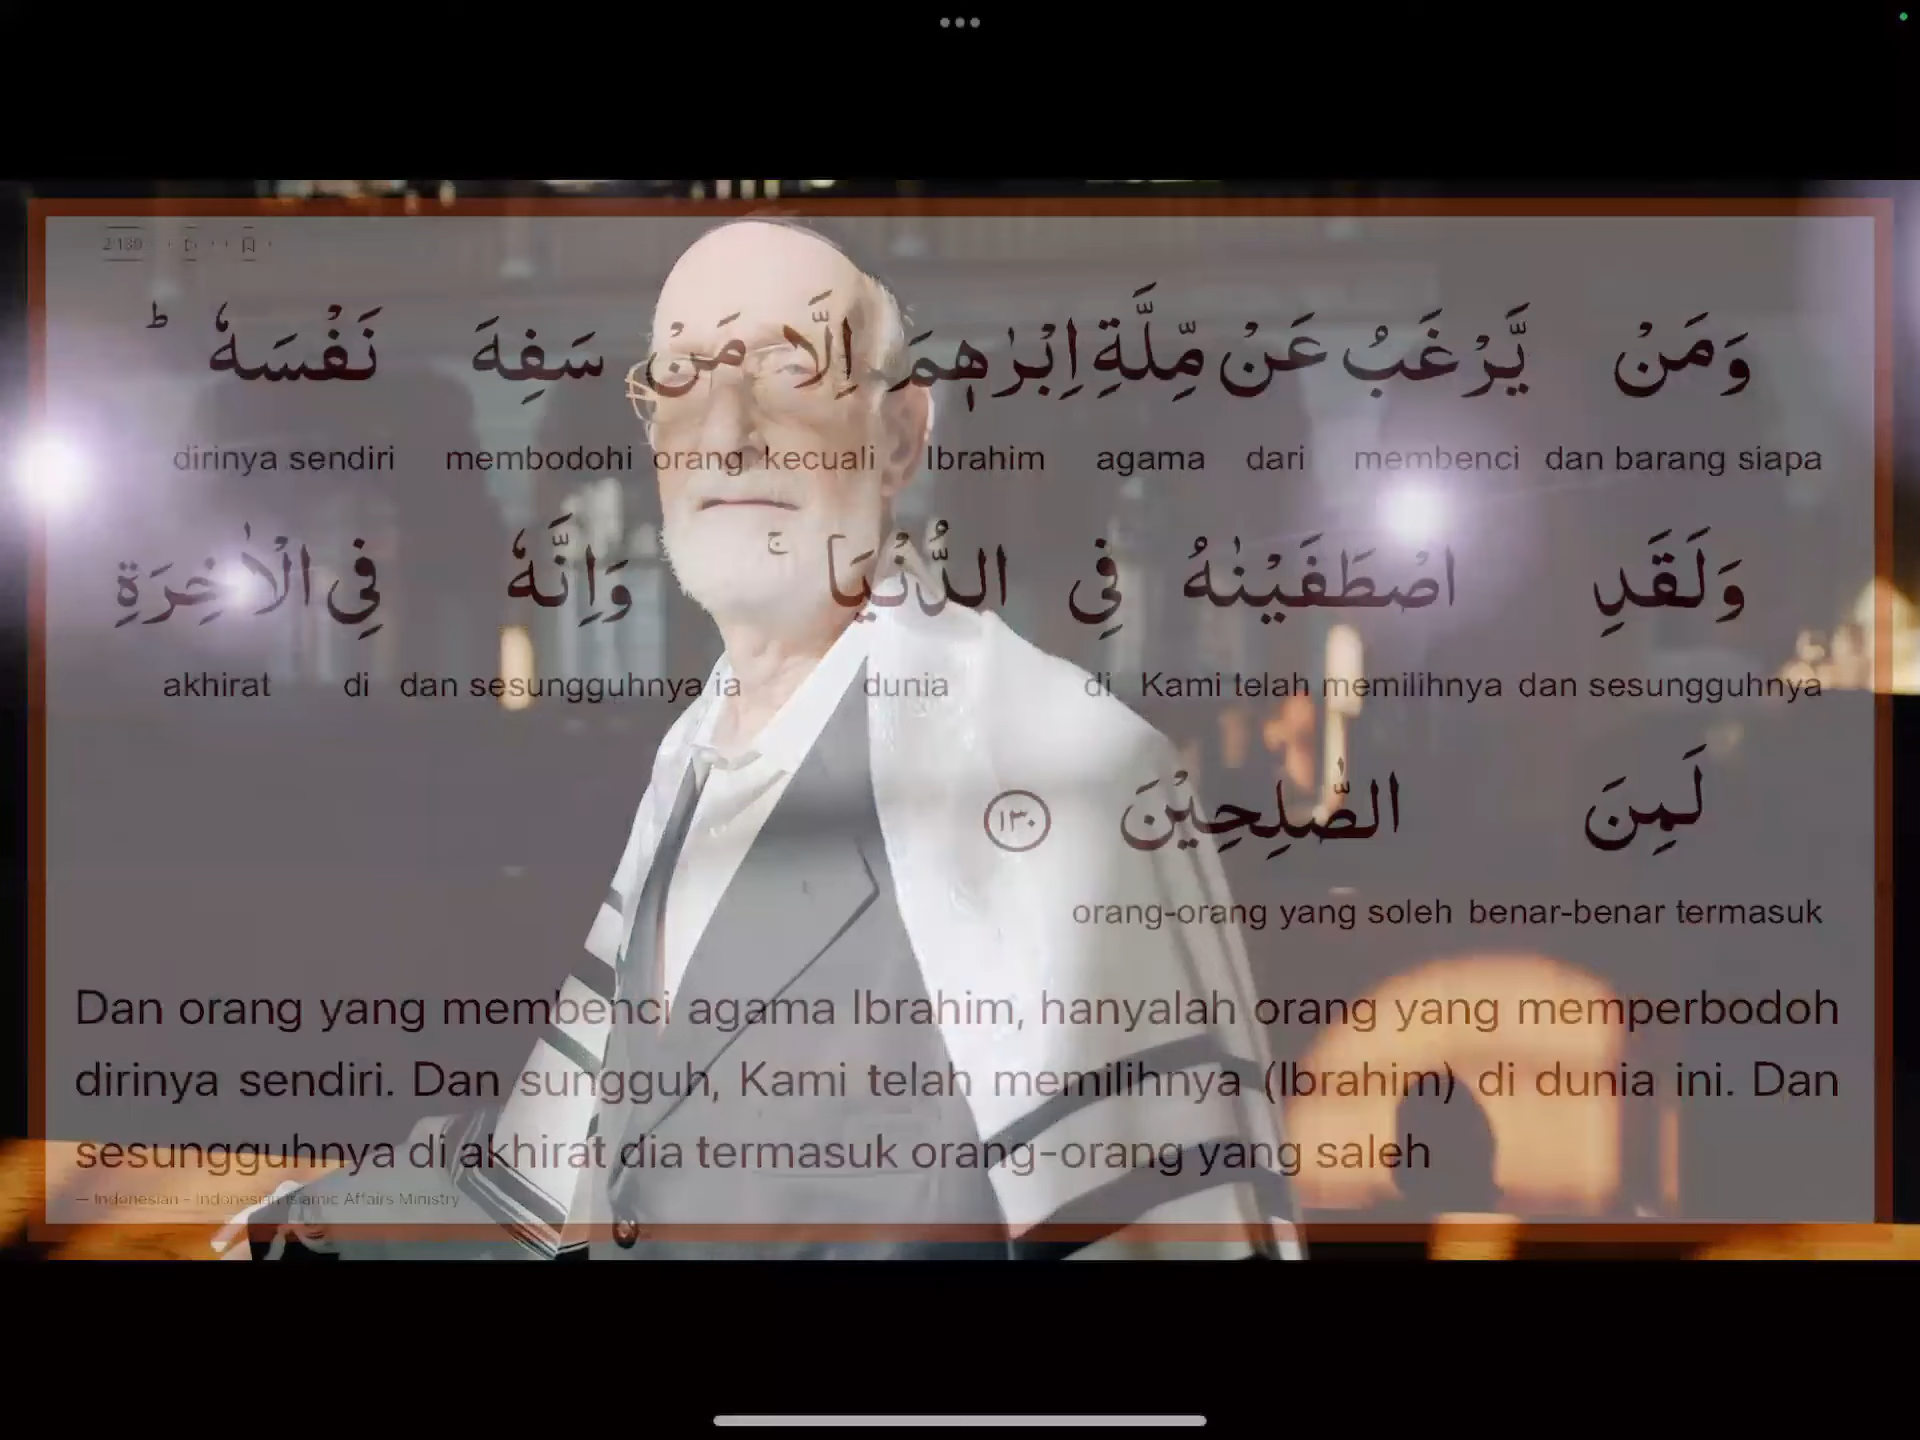 2:130
وَمَنْ يَّرْغَبُ عَنْ مِّلَّةِ اِبْرٰهٖمَ اِلَّا مَنْ سَفِهَ نَفْسَهٗ ۗ
dirinya sendiri membodohi orang kecuali Ibrahim agama dari membenci dan barang siapa
وَلَقَدِ اصْطَفَيْنٰهُ فِى الدُّنْيَا ۚ وَاِنَّهٗ فِى الْاٰخِرَةِ
akhirat di dan sesungguhnya ia dunia di Kami telah memilihnya dan sesungguhnya
لَمِنَ الصّٰلِحِيْنَ ١٣٠
orang-orang yang soleh benar-benar termasuk
Dan orang yang membenci agama Ibrahim, hanyalah orang yang memperbodoh
dirinya sendiri. Dan sungguh, Kami telah memilihnya (Ibrahim) di dunia ini. Dan
sesungguhnya di akhirat dia termasuk orang-orang yang saleh
— Indonesian - Indonesian Islamic Affairs Ministry